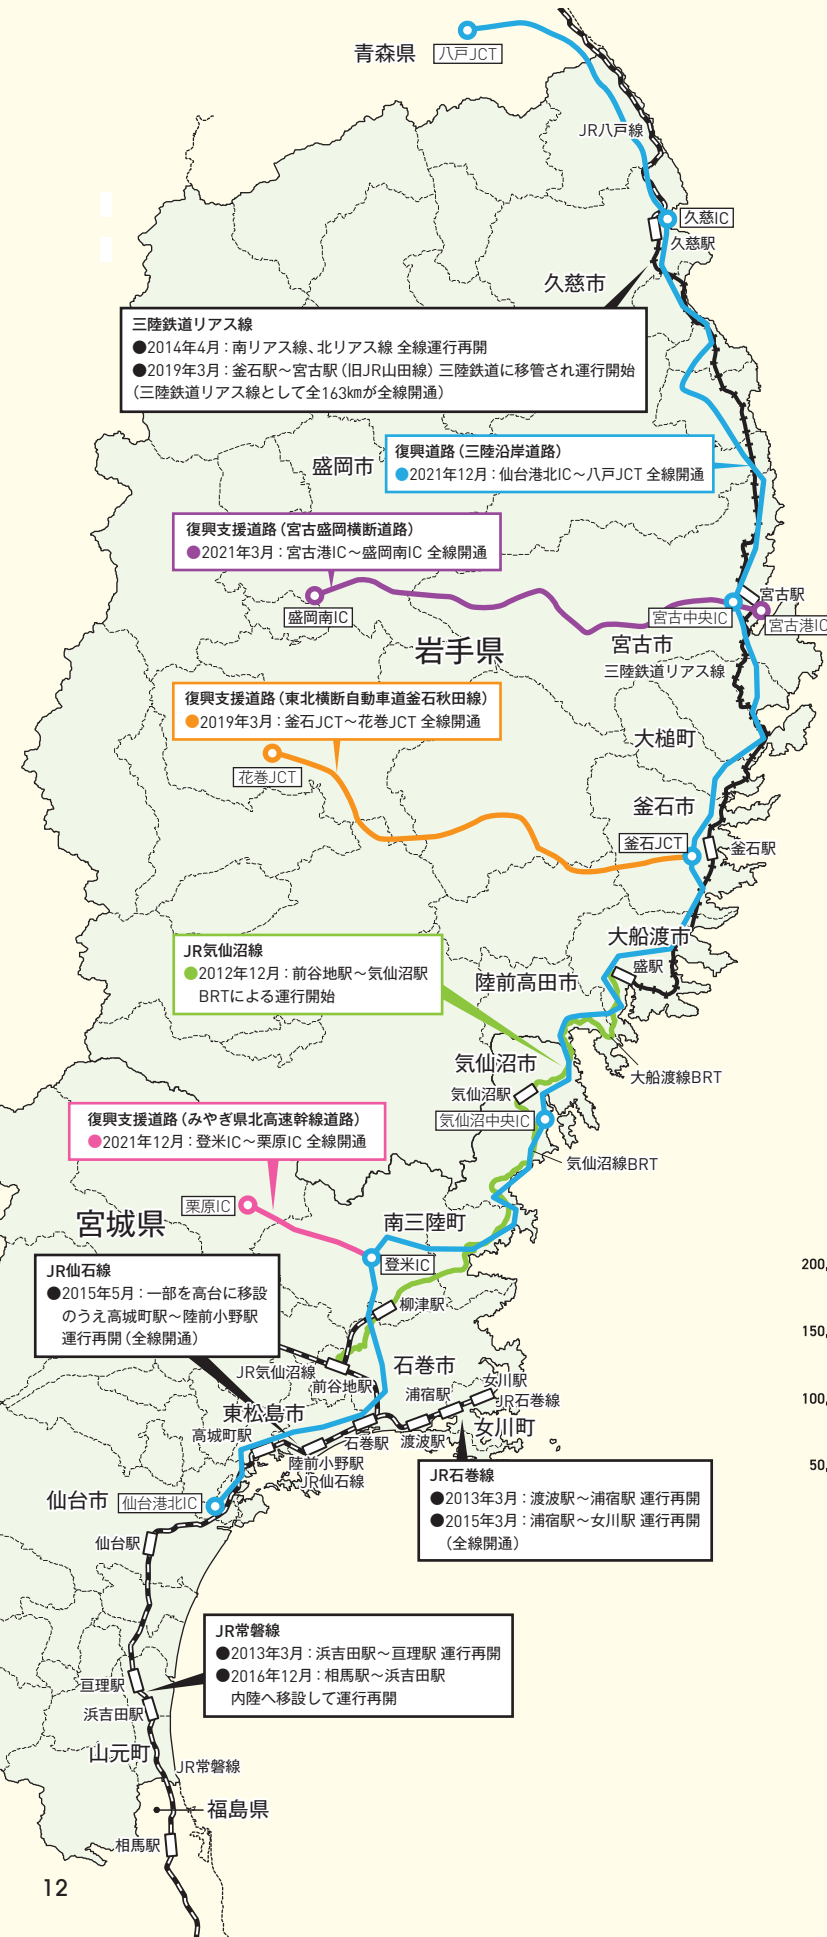 青森県
八戸JCT
JR八戸線
久慈IC
久慈駅
久慈市
三陸鉄道リアス線
●2014年4月：南リアス線、北リアス線 全線運行再開
●2019年3月：釜石駅～宮古駅（旧JR山田線）三陸鉄道に移管され運行開始
（三陸鉄道リアス線として全163kmが全線開通）
盛岡市
復興道路（三陸沿岸道路）
●2021年12月：仙台港北IC～八戸JCT 全線開通
復興支援道路（宮古盛岡横断道路）
●2021年3月：宮古港IC～盛岡南IC 全線開通
盛岡南IC
宮古駅
宮古中央IC
宮古港IC
岩手県
宮古市
三陸鉄道リアス線
復興支援道路（東北横断自動車道釜石秋田線）
●2019年3月：釜石JCT～花巻JCT 全線開通
大槌町
花巻JCT
釜石市
釜石JCT
釜石駅
大船渡市
JR気仙沼線
●2012年12月：前谷地駅～気仙沼駅
BRTによる運行開始
盛駅
陸前高田市
気仙沼市
大船渡線BRT
気仙沼駅
気仙沼中央IC
復興支援道路（みやぎ県北高速幹線道路）
●2021年12月：登米IC～栗原IC 全線開通
気仙沼線BRT
栗原IC
宮城県
南三陸町
登米IC
200,
JR仙石線
●2015年5月：一部を高台に移設
のうえ高城町駅～陸前小野駅
運行再開（全線開通）
柳津駅
150,
石巻市
JR気仙沼線
前谷地駅
女川駅
浦宿駅
JR石巻線
100,
東松島市
女川町
高城町駅
石巻駅
渡波駅
陸前小野駅
JR仙石線
50,
JR石巻線
●2013年3月：渡波駅～浦宿駅 運行再開
●2015年3月：浦宿駅～女川駅 運行再開
（全線開通）
仙台市
仙台港北IC
仙台駅
JR常磐線
●2013年3月：浜吉田駅～亘理駅 運行再開
●2016年12月：相馬駅～浜吉田駅
内陸へ移設して運行再開
亘理駅
浜吉田駅
山元町
JR常磐線
福島県
相馬駅
12